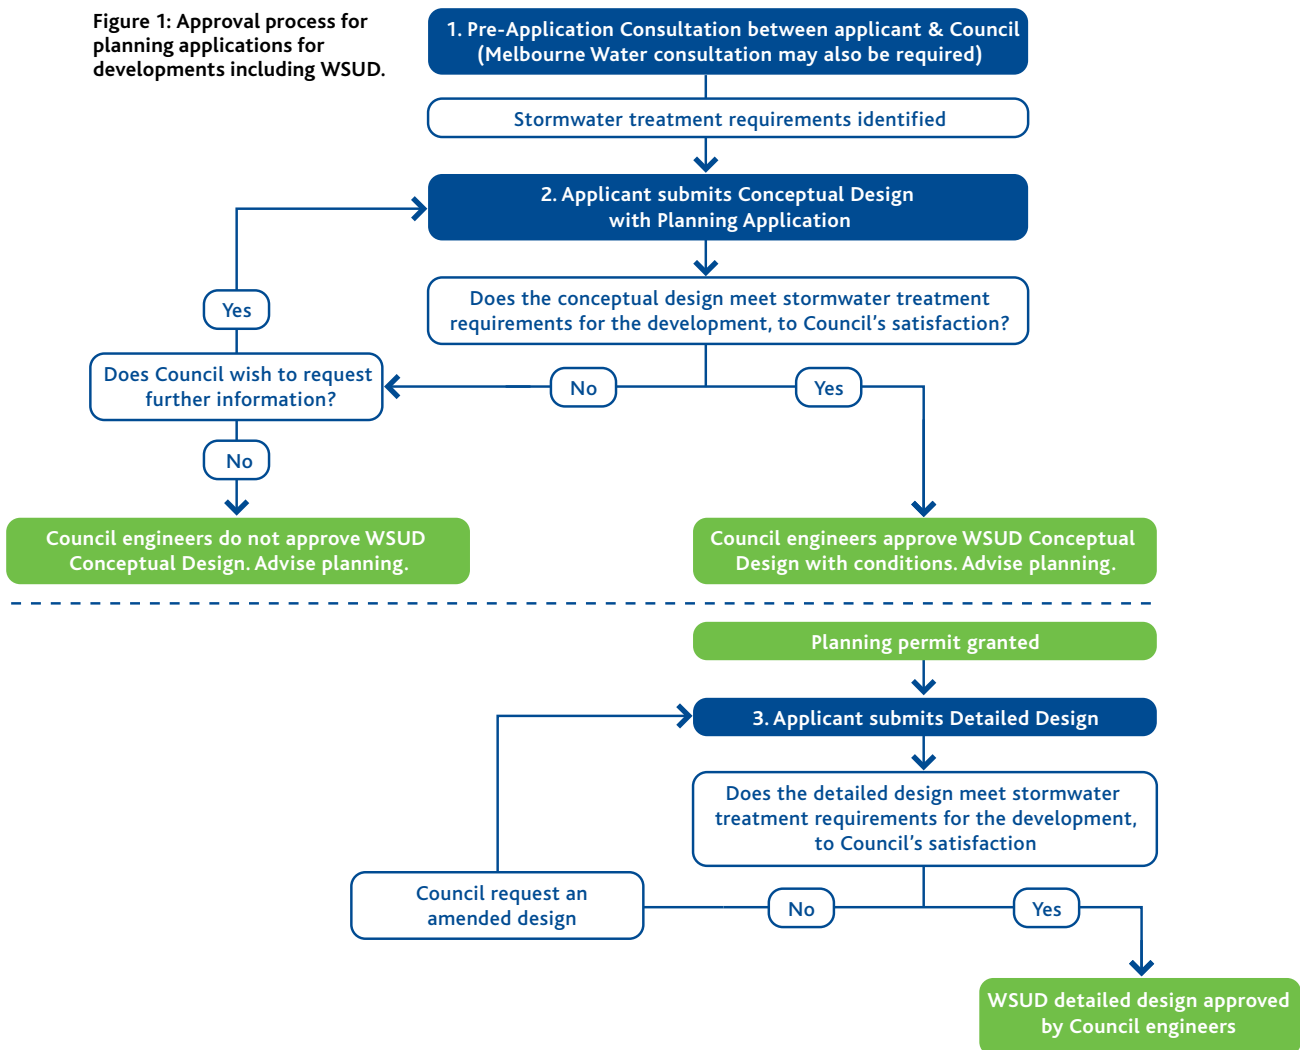 Figure 1: Approval process for
planning applications for
developments including WSUD.
1. Pre-Application Consultation between applicant & Council
(Melbourne Water consultation may also be required)
Stormwater treatment requirements identified
2. Applicant submits Conceptual Design
with Planning Application
Does the conceptual design meet stormwater treatment
requirements for the development, to Council’s satisfaction?
Yes
Does Council wish to request
further information?
No
Yes
No
Council engineers do not approve WSUD
Conceptual Design. Advise planning.
Council engineers approve WSUD Conceptual
Design with conditions. Advise planning.
Planning permit granted
3. Applicant submits Detailed Design
Does the detailed design meet stormwater
treatment requirements for the development,
to Council’s satisfaction
Council request an
amended design
No
Yes
WSUD detailed design approved
by Council engineers